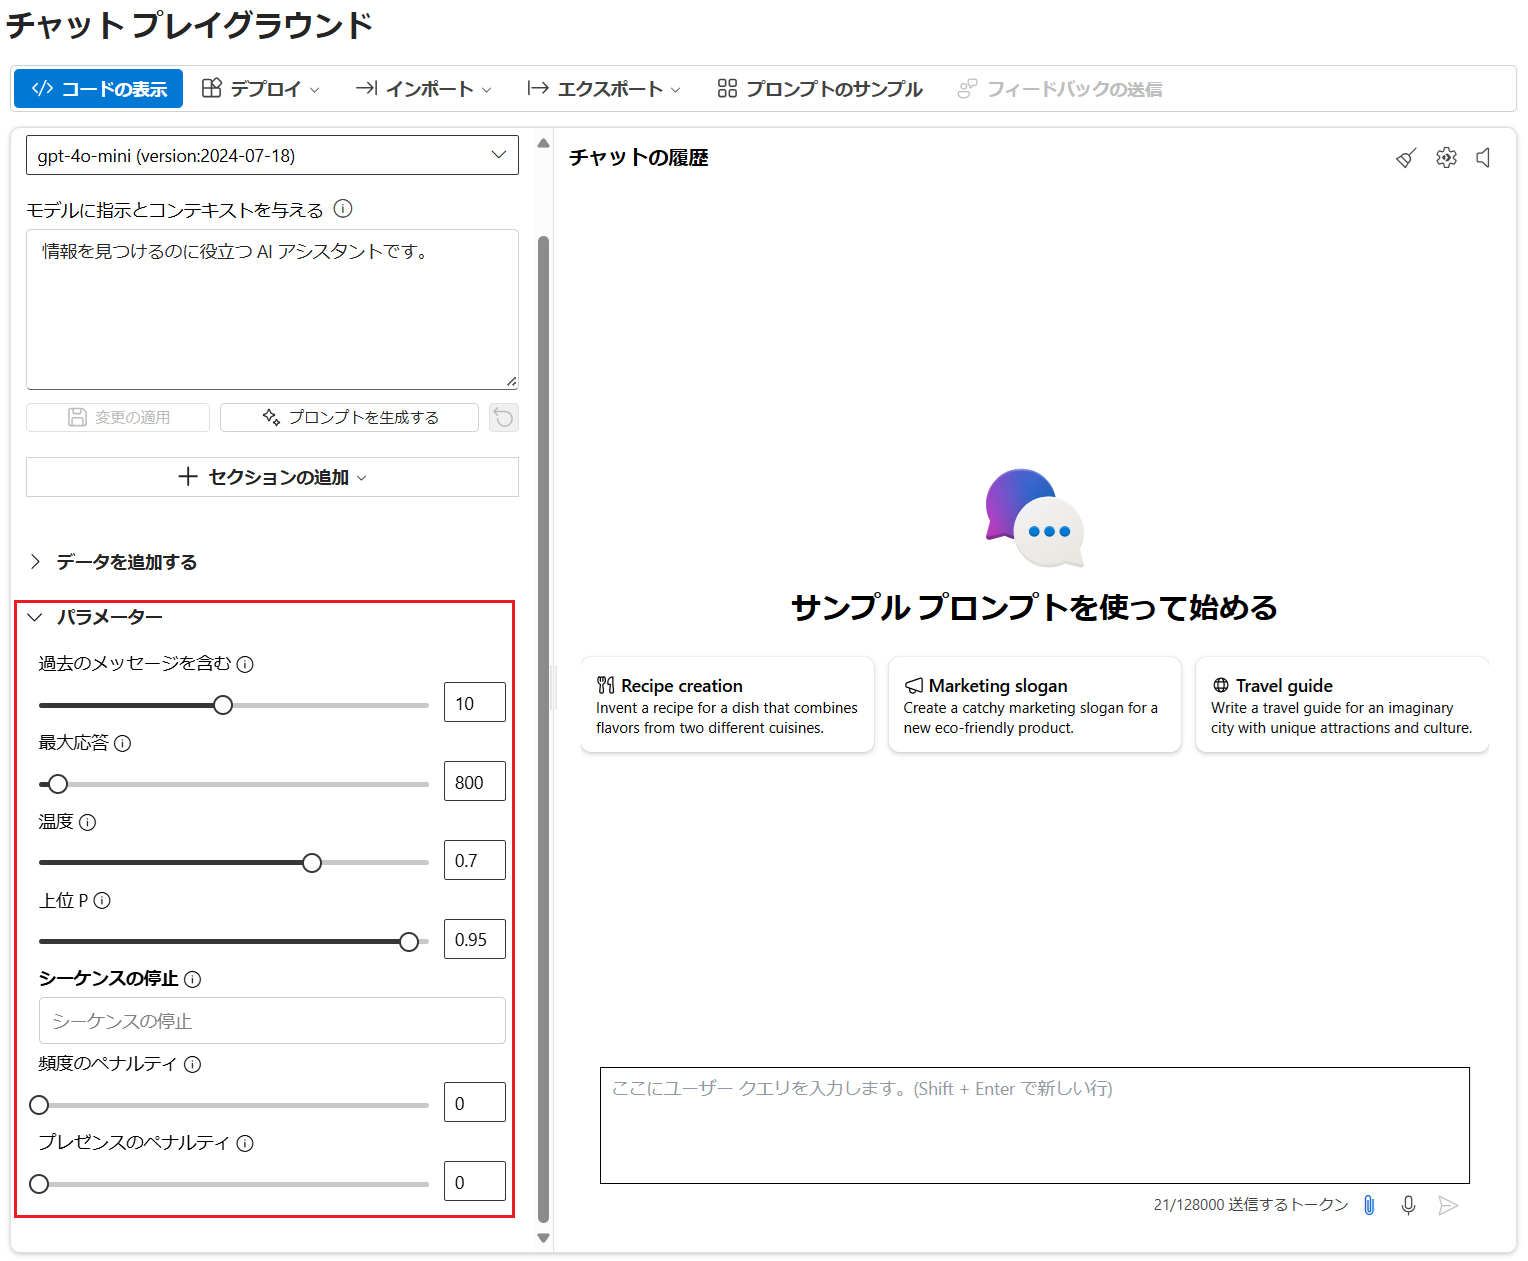 チャット プレイグラウンド
</> コードの表示
デプロイ
インポート
エクスポート
プロンプトのサンプル
フィードバックの送信
gpt-4o-mini (version:2024-07-18)
モデルに指示とコンテキストを与える
情報を見つけるのに役立つ AI アシスタントです。
変更の適用
プロンプトを生成する
セクションの追加
データを追加する
パラメーター
過去のメッセージを含む
10
最大応答
800
温度
0.7
上位 P
0.95
シーケンスの停止
シーケンスの停止
頻度のペナルティ
0
プレゼンスのペナルティ
0
チャットの履歴
サンプル プロンプトを使って始める
Recipe creation
Invent a recipe for a dish that combines
flavors from two different cuisines.
Marketing slogan
Create a catchy marketing slogan for a
new eco-friendly product.
Travel guide
Write a travel guide for an imaginary
city with unique attractions and culture.
ここにユーザー クエリを入力します。(Shift + Enter で新しい行)
21/128000 送信するトークン